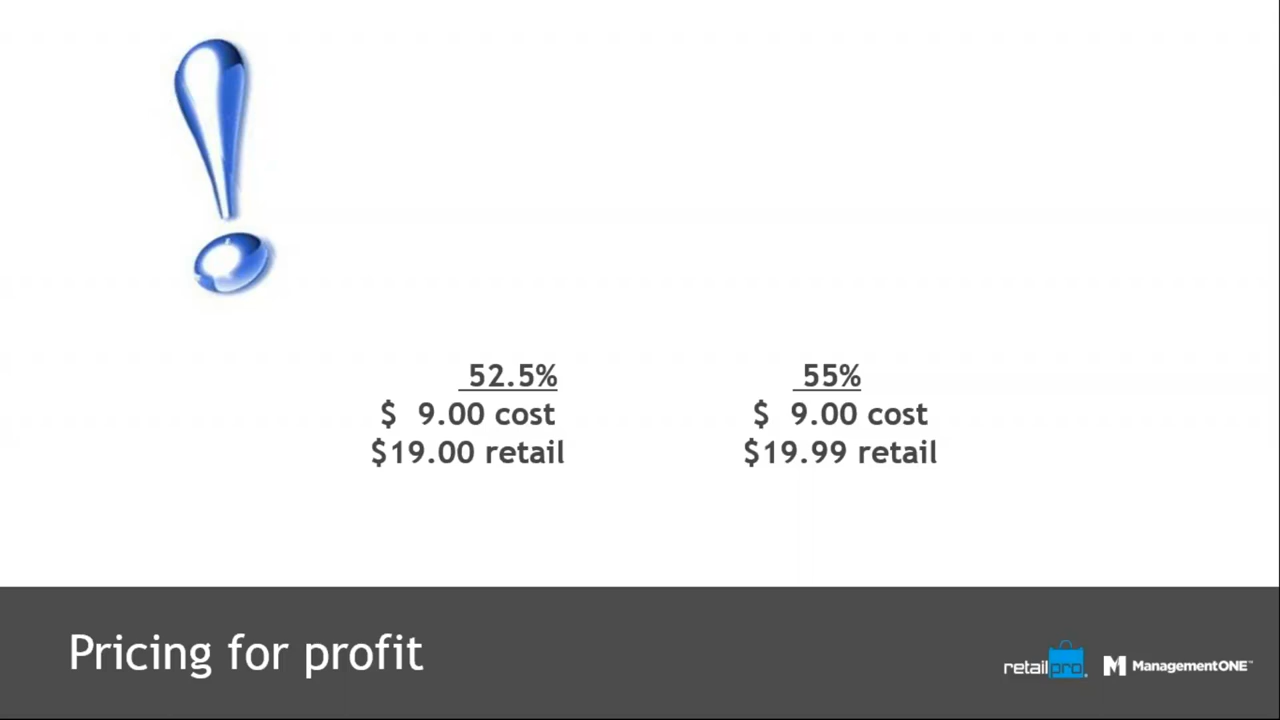 52.5%
$ 9.00 cost
$19.00 retail
55%
$ 9.00 cost
$19.99 retail
Pricing for profit
retailpro®
M ManagementONE™